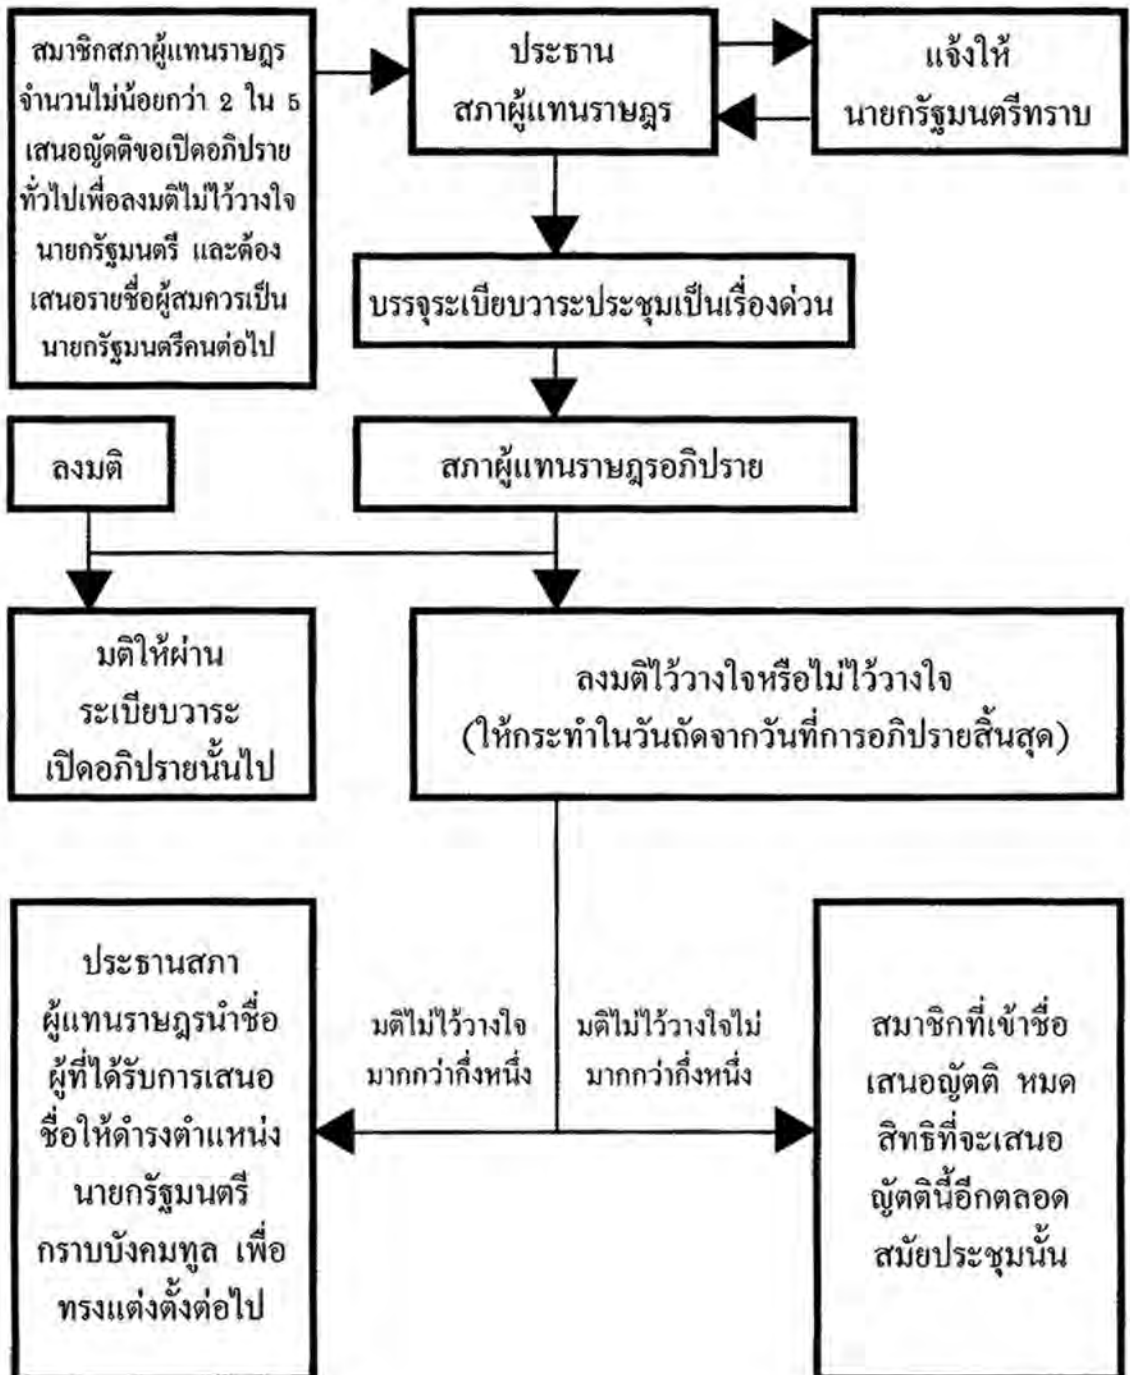 สมาชิกสภาผู้แทนราษฎร
จำนวนไม่น้อยกว่า 2 ใน 5
เสนอญัตติขอเปิดอภิปราย
ทั่วไปเพื่อลงมติไม่ไว้วางใจ
นายกรัฐมนตรี และต้อง
เสนอรายชื่อผู้สมควรเป็น
นายกรัฐมนตรีคนต่อไป
ประธาน
สภาผู้แทนราษฎร
แจ้งให้
นายกรัฐมนตรีทราบ
บรรจุระเบียบวาระประชุมเป็นเรื่องด่วน
ลงมติ
สภาผู้แทนราษฎรอภิปราย
มติให้ผ่าน
ระเบียบวาระ
เปิดอภิปรายนั้นไป
ลงมติไว้วางใจหรือไม่ไว้วางใจ
(ให้กระทำในวันถัดจากวันที่การอภิปรายสิ้นสุด)
ประธานสภา
ผู้แทนราษฎรนำชื่อ
ผู้ที่ได้รับการเสนอ
ชื่อให้ดำรงตำแหน่ง
นายกรัฐมนตรี
กราบบังคมทูล เพื่อ
ทรงแต่งตั้งต่อไป
มติไม่ไว้วางใจ
มากกว่ากึ่งหนึ่ง
มติไม่ไว้วางใจไม่
มากกว่ากึ่งหนึ่ง
สมาชิกที่เข้าชื่อ
เสนอญัตติ หมด
สิทธิที่จะเสนอ
ญัตตินี้อีกตลอด
สมัยประชุมนั้น